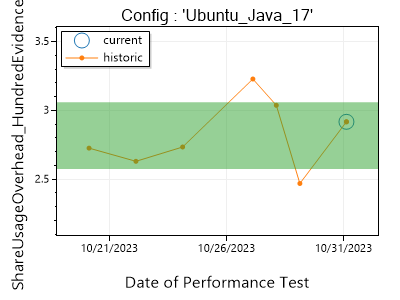 Config : 'Ubuntu_Java_17'
ShareUsageOverhead_HundredEvidence
current
historic
3.5
3
2.5
10/21/2023
10/26/2023
10/31/2023
Date of Performance Test